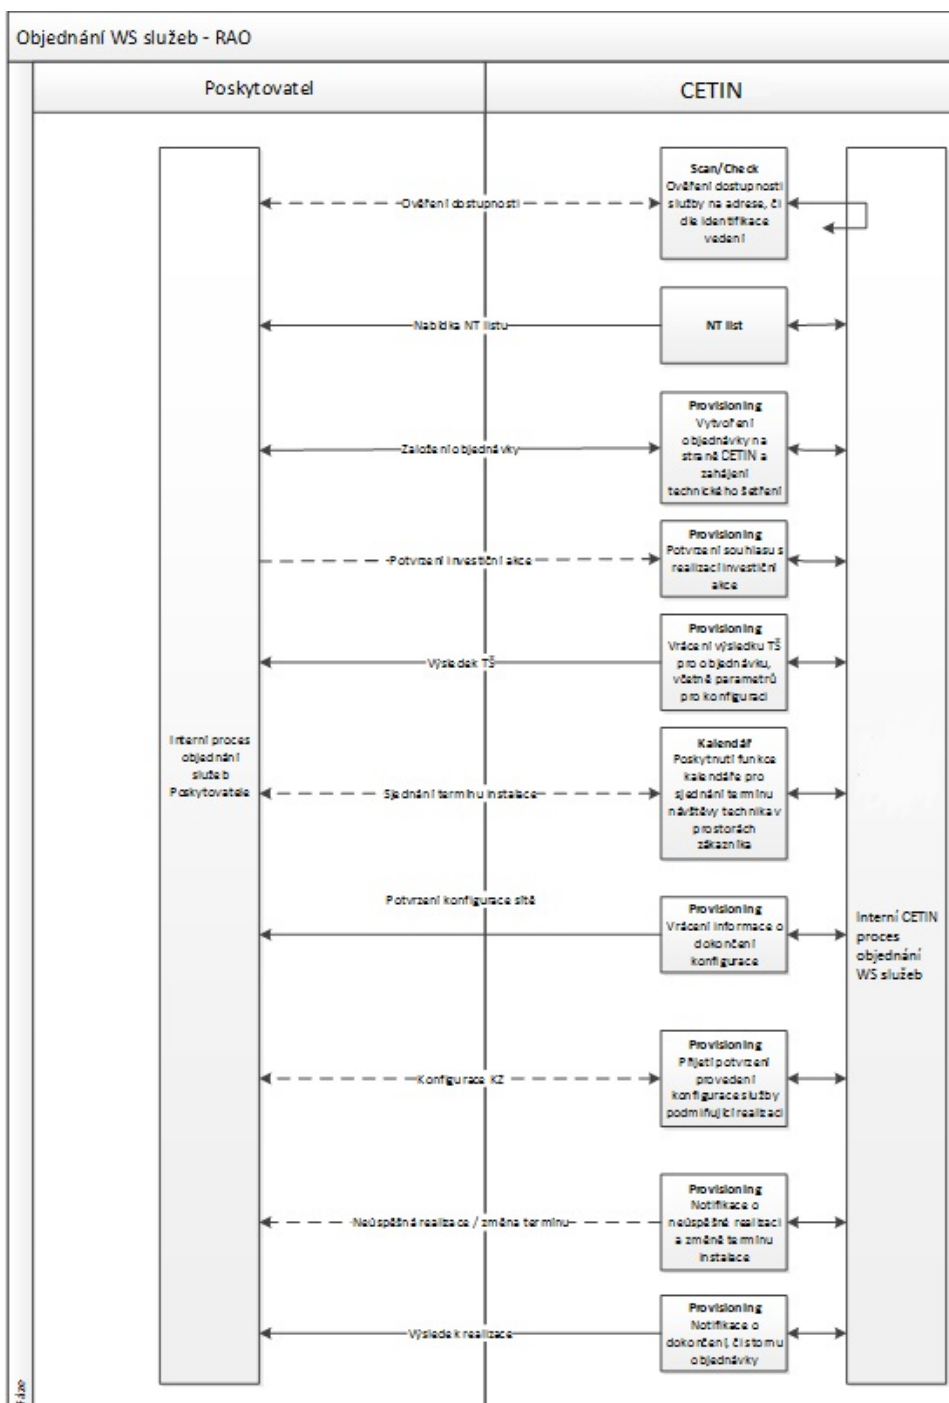 Objednání WS služeb - RAO
Poskytovatel
CETIN
Scan/Check
Ověření dostupnosti
služby na adrese, či
dle identifikace
vedení
Ověření dostupnosti
NT list
Nabídka NT listu
Provisioning
Vytvoření
objednávky na
straně CETIN a
zahájení
technického šetření
Založení objednávky
Provisioning
Potvrzení souhlasu s
realizací investiční
akce
Potvrzení investiční akce
Provisioning
Vrácení výsledku TŠ
pro objednávku,
včetně parametrů
pro konfiguraci
Výsledek TŠ
Interní proces
objednání
služeb
Poskytovatele
Kalendář
Poskytnutí funkce
kalendáře pro
sjednání termínu
návštěvy technika v
prostorách
zákazníka
Sjednání termínu instalace
Potvrzení konfigurace sítě
Provisioning
Vrácení informace o
dokončení
konfigurace
Interní CETIN
proces
objednání
WS služeb
Provisioning
Přijetí potvrzení
provedení
konfigurace služby
podmiňující realizaci
Konfigurace KZ
Provisioning
Notifikace o
neúspěšné realizaci
a změně termínu
instalace
Neúspěšná realizace / změna termínu
Provisioning
Notifikace o
dokončení, či stornu
objednávky
Výsledek realizace
Fáze